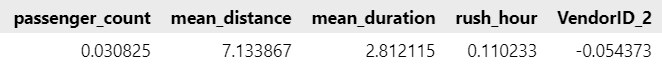 passenger_count mean_distance mean_duration rush_hour VendorID_2
0.030825 7.133867 2.812115 0.110233 -0.054373